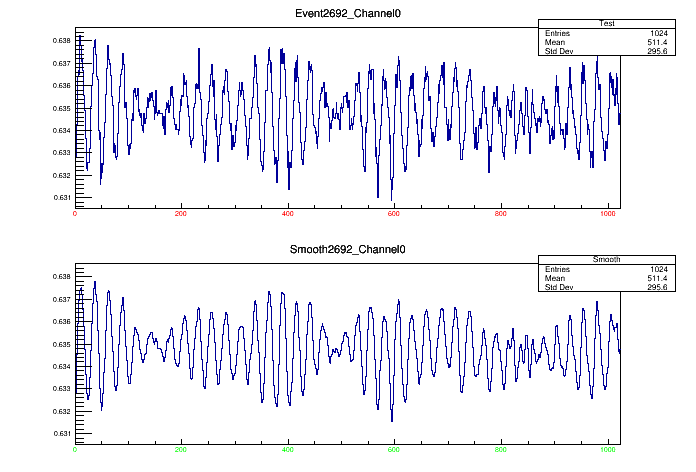 Event2692_Channel0
Test
Entries 1024
Mean 511.4
Std Dev 295.6
0.638
0.637
0.636
0.635
0.634
0.633
0.632
0.631
0 200 400 600 800 1000
Smooth2692_Channel0
Smooth
Entries 1024
Mean 511.4
Std Dev 295.6
0.638
0.637
0.636
0.635
0.634
0.633
0.632
0.631
0 200 400 600 800 1000